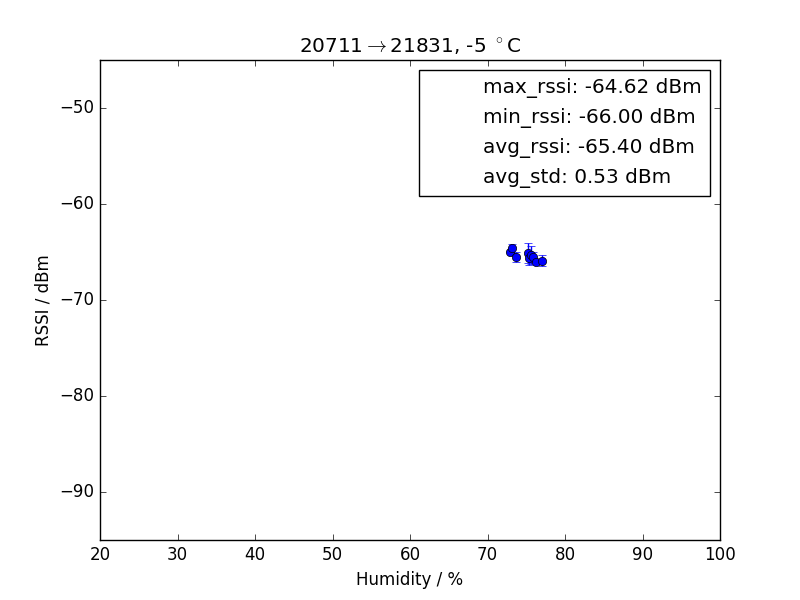 20711→21831, -5 °C
max_rssi: -64.62 dBm
min_rssi: -66.00 dBm
avg_rssi: -65.40 dBm
avg_std: 0.53 dBm
−50
−60
−70
−80
−90
RSSI / dBm
20 30 40 50 60 70 80 90 100
Humidity / %